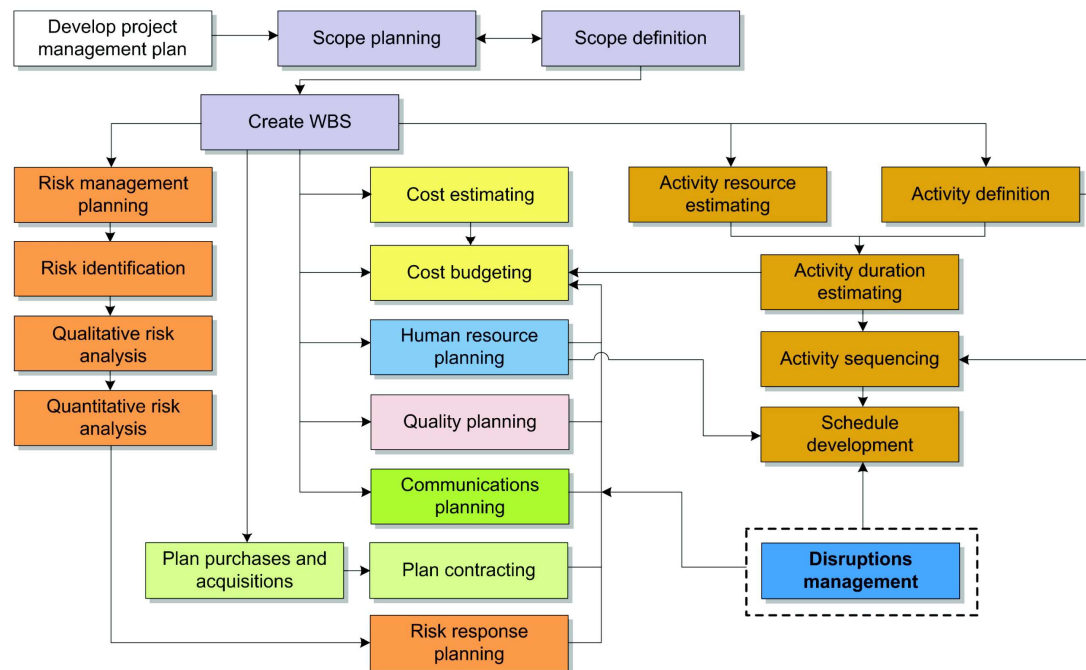 Develop project
management plan
Scope planning
Scope definition
Create WBS
Risk management
planning
Cost estimating
Activity resource
estimating
Activity definition
Risk identification
Cost budgeting
Activity duration
estimating
Qualitative risk
analysis
Human resource
planning
Activity sequencing
Quantitative risk
analysis
Quality planning
Schedule
development
Communications
planning
Plan purchases and
acquisitions
Plan contracting
Disruptions
management
Risk response
planning